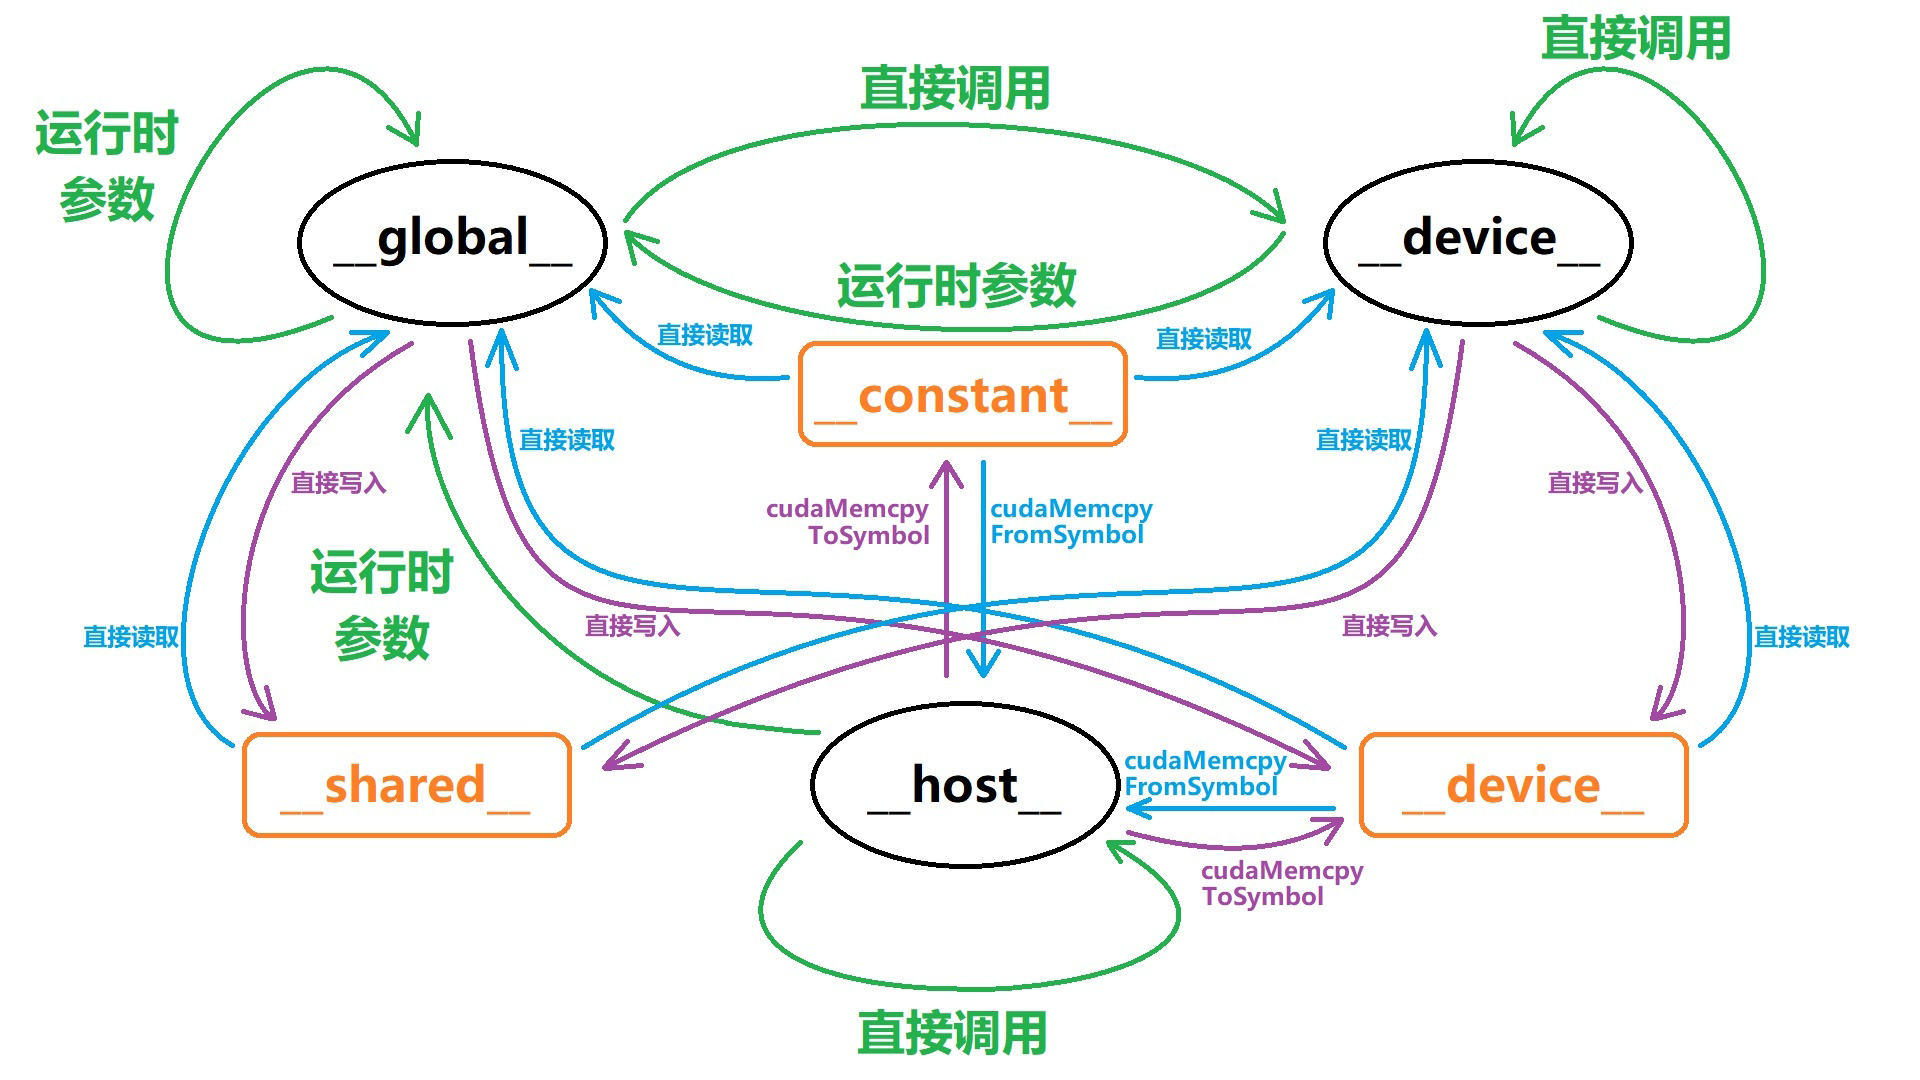 直接调用
直接调用
运行时
参数
__global__
__device__
运行时参数
直接读取
直接读取
__constant__
直接读取
直接读取
直接写入
直接写入
cudaMemcpy
ToSymbol
cudaMemcpy
FromSymbol
运行时
参数
直接读取
直接写入
直接写入
直接读取
__shared__
__host__
cudaMemcpy
FromSymbol
__device__
cudaMemcpy
ToSymbol
直接调用